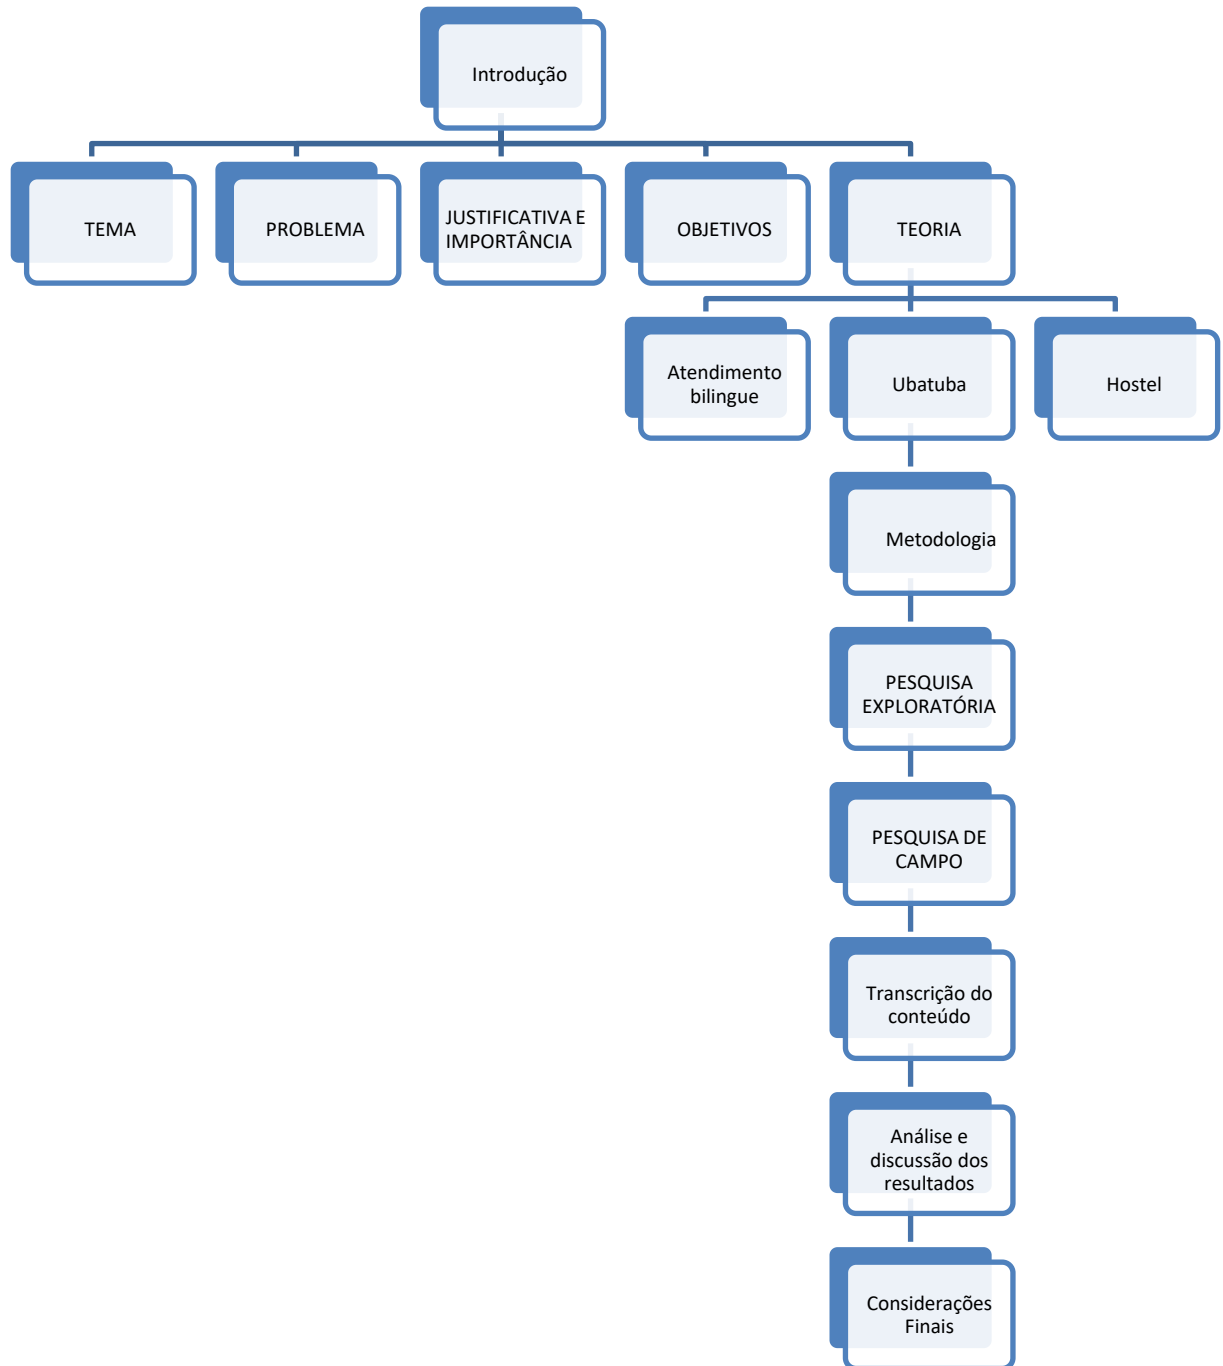 Introdução
TEMA
PROBLEMA
JUSTIFICATIVA E
IMPORTÂNCIA
OBJETIVOS
TEORIA
Atendimento
bilingue
Ubatuba
Hostel
Metodologia
PESQUISA
EXPLORATÓRIA
PESQUISA DE
CAMPO
Transcrição do
conteúdo
Análise e
discussão dos
resultados
Considerações
Finais